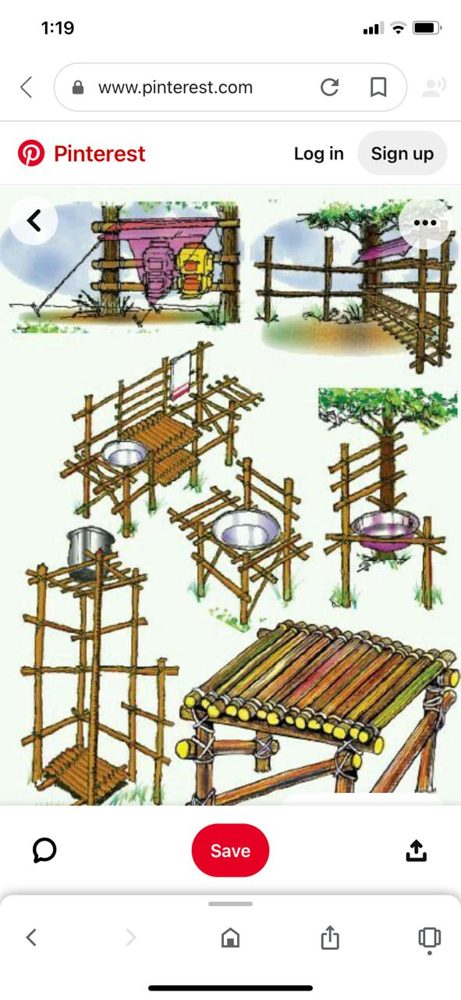 1:19
www.pinterest.com
Pinterest
Log in
Sign up
Save